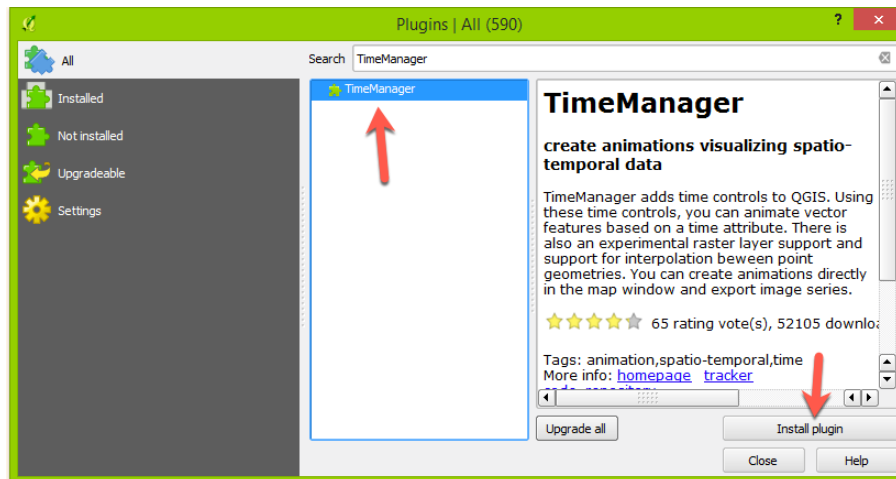 Plugins | All (590)
?
All
Search TimeManager
Installed
Not installed
Upgradeable
Settings
TimeManager
TimeManager
create animations visualizing spatio-
temporal data
TimeManager adds time controls to QGIS. Using
these time controls, you can animate vector
features based on a time attribute. There is
also an experimental raster layer support and
support for interpolation beween point
geometries. You can create animations directly
in the map window and export image series.
65 rating vote(s), 52105
Tags: animation,spatio-temporal,time
More info: homepage tracker
Upgrade all
Install plugin
Close
Help